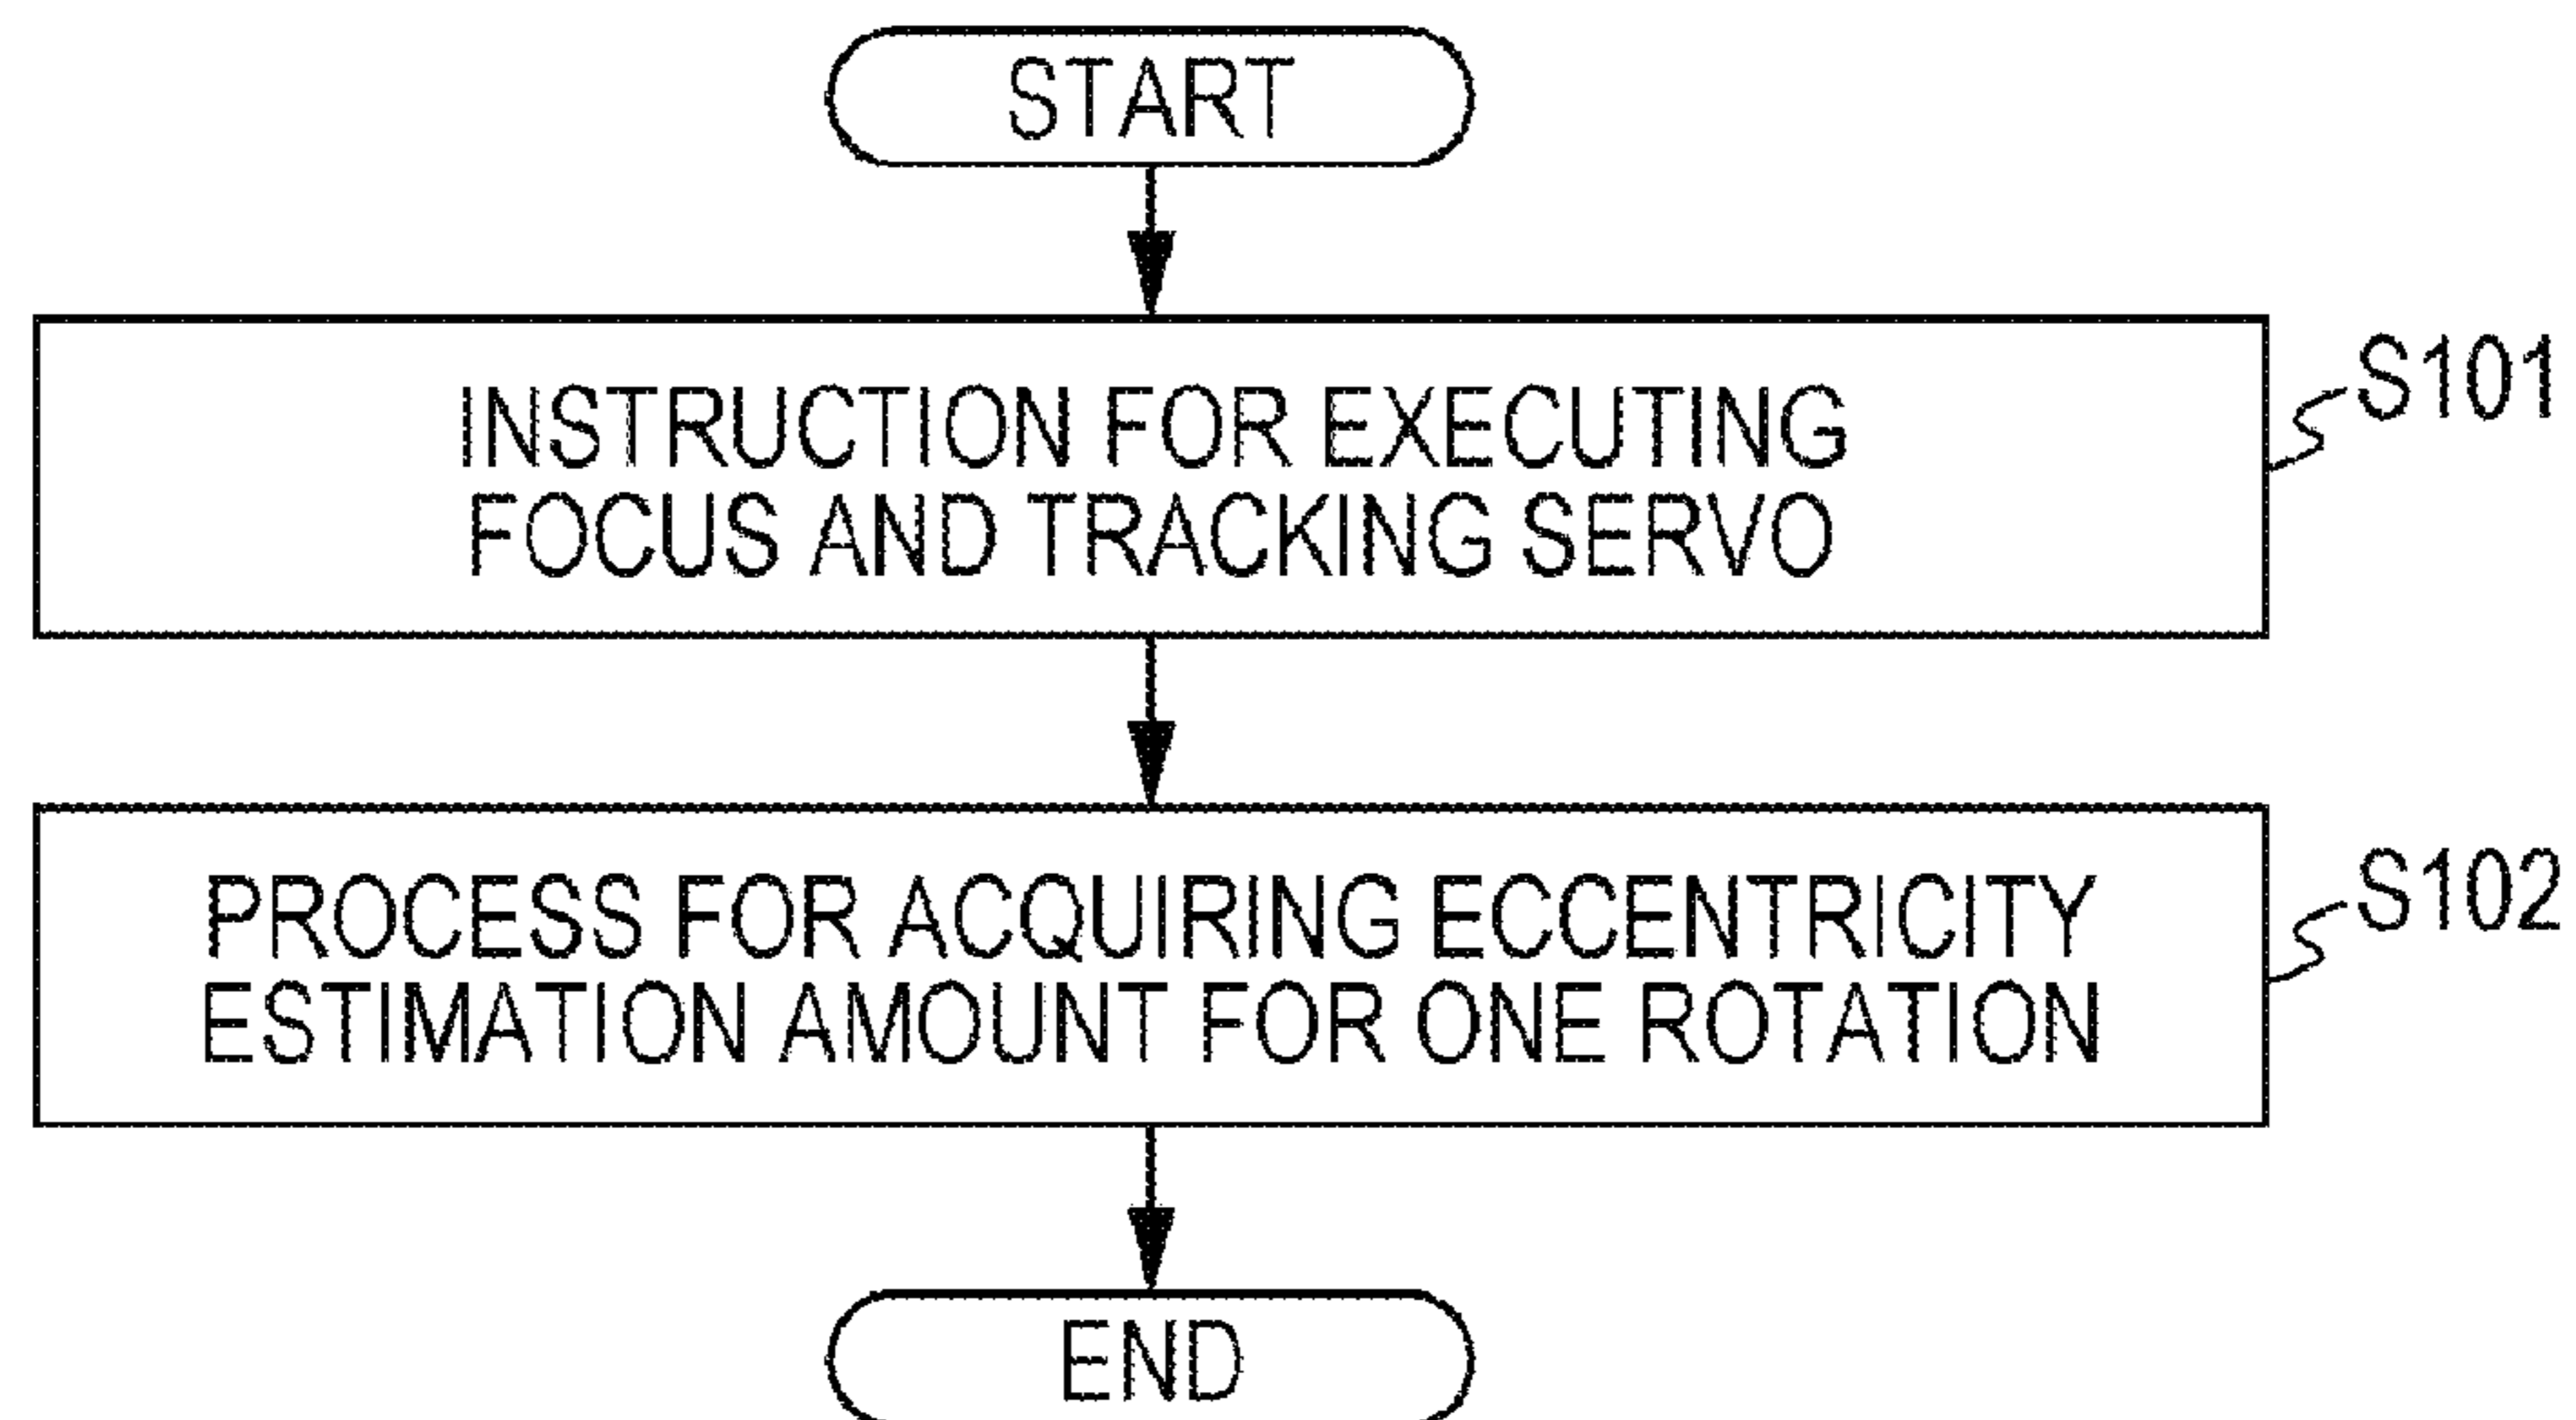 START
INSTRUCTION FOR EXECUTING
FOCUS AND TRACKING SERVO
S101
PROCESS FOR ACQUIRING ECCENTRICITY
ESTIMATION AMOUNT FOR ONE ROTATION
S102
END